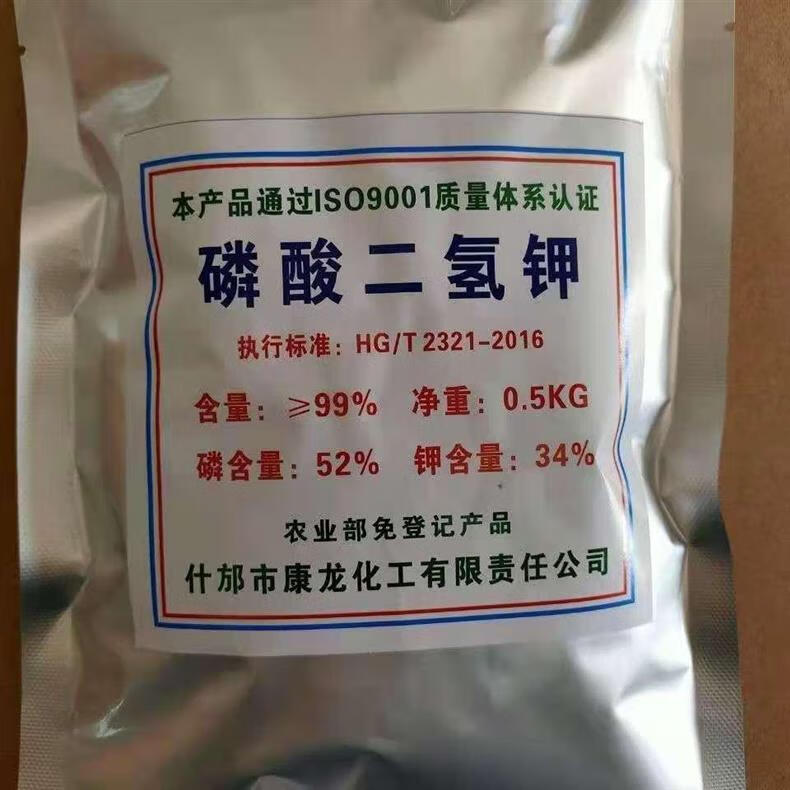 本产品通过ISO9001质量体系认证
磷酸二氢钾
执行标准：HG/T 2321-2016
含量：≥99% 净重：0.5KG
磷含量：52% 钾含量：34%
农业部免登记产品
什邡市康龙化工有限责任公司